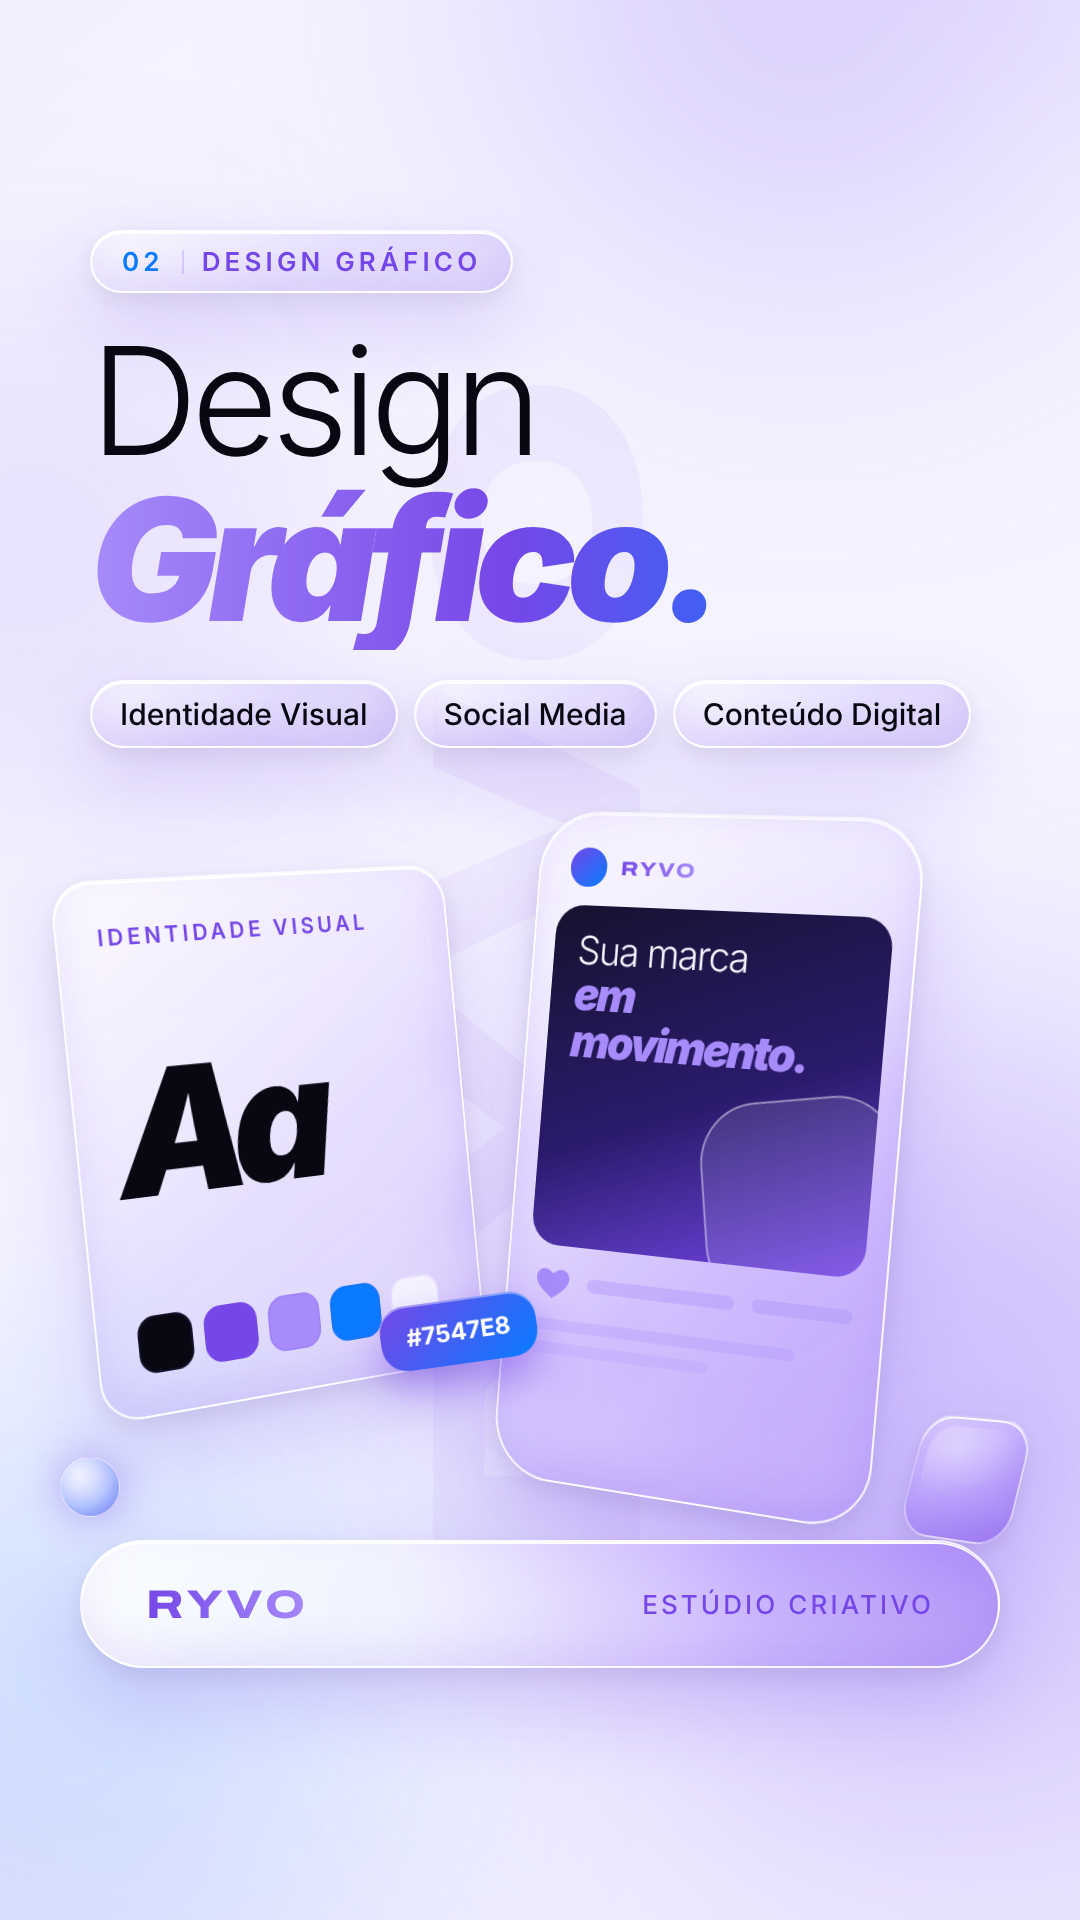 02 | DESIGN GRÁFICO
Design
Gráfico.
Identidade Visual
Social Media
Conteúdo Digital
RYVO
Sua marca
em
movimento.
IDENTIDADE VISUAL
Aa
#7547E8
RYVO
ESTÚDIO CRIATIVO